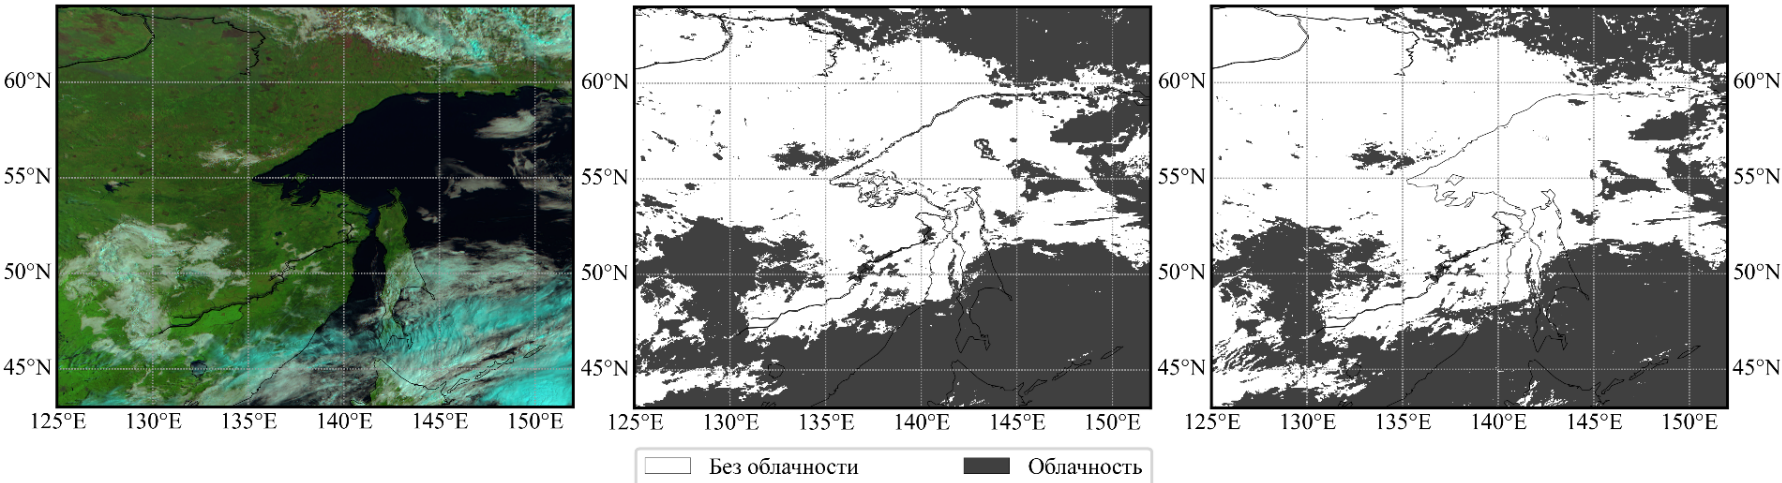 60°N 60°N 60°N
55°N 55°N 55°N
50°N 50°N 50°N
45°N 45°N 45°N
125°E 130°E 135°E 140°E 145°E 150°E 125°E 130°E 135°E 140°E 145°E 150°E 125°E 130°E 135°E 140°E 145°E 150°E
Без облачности Облачность